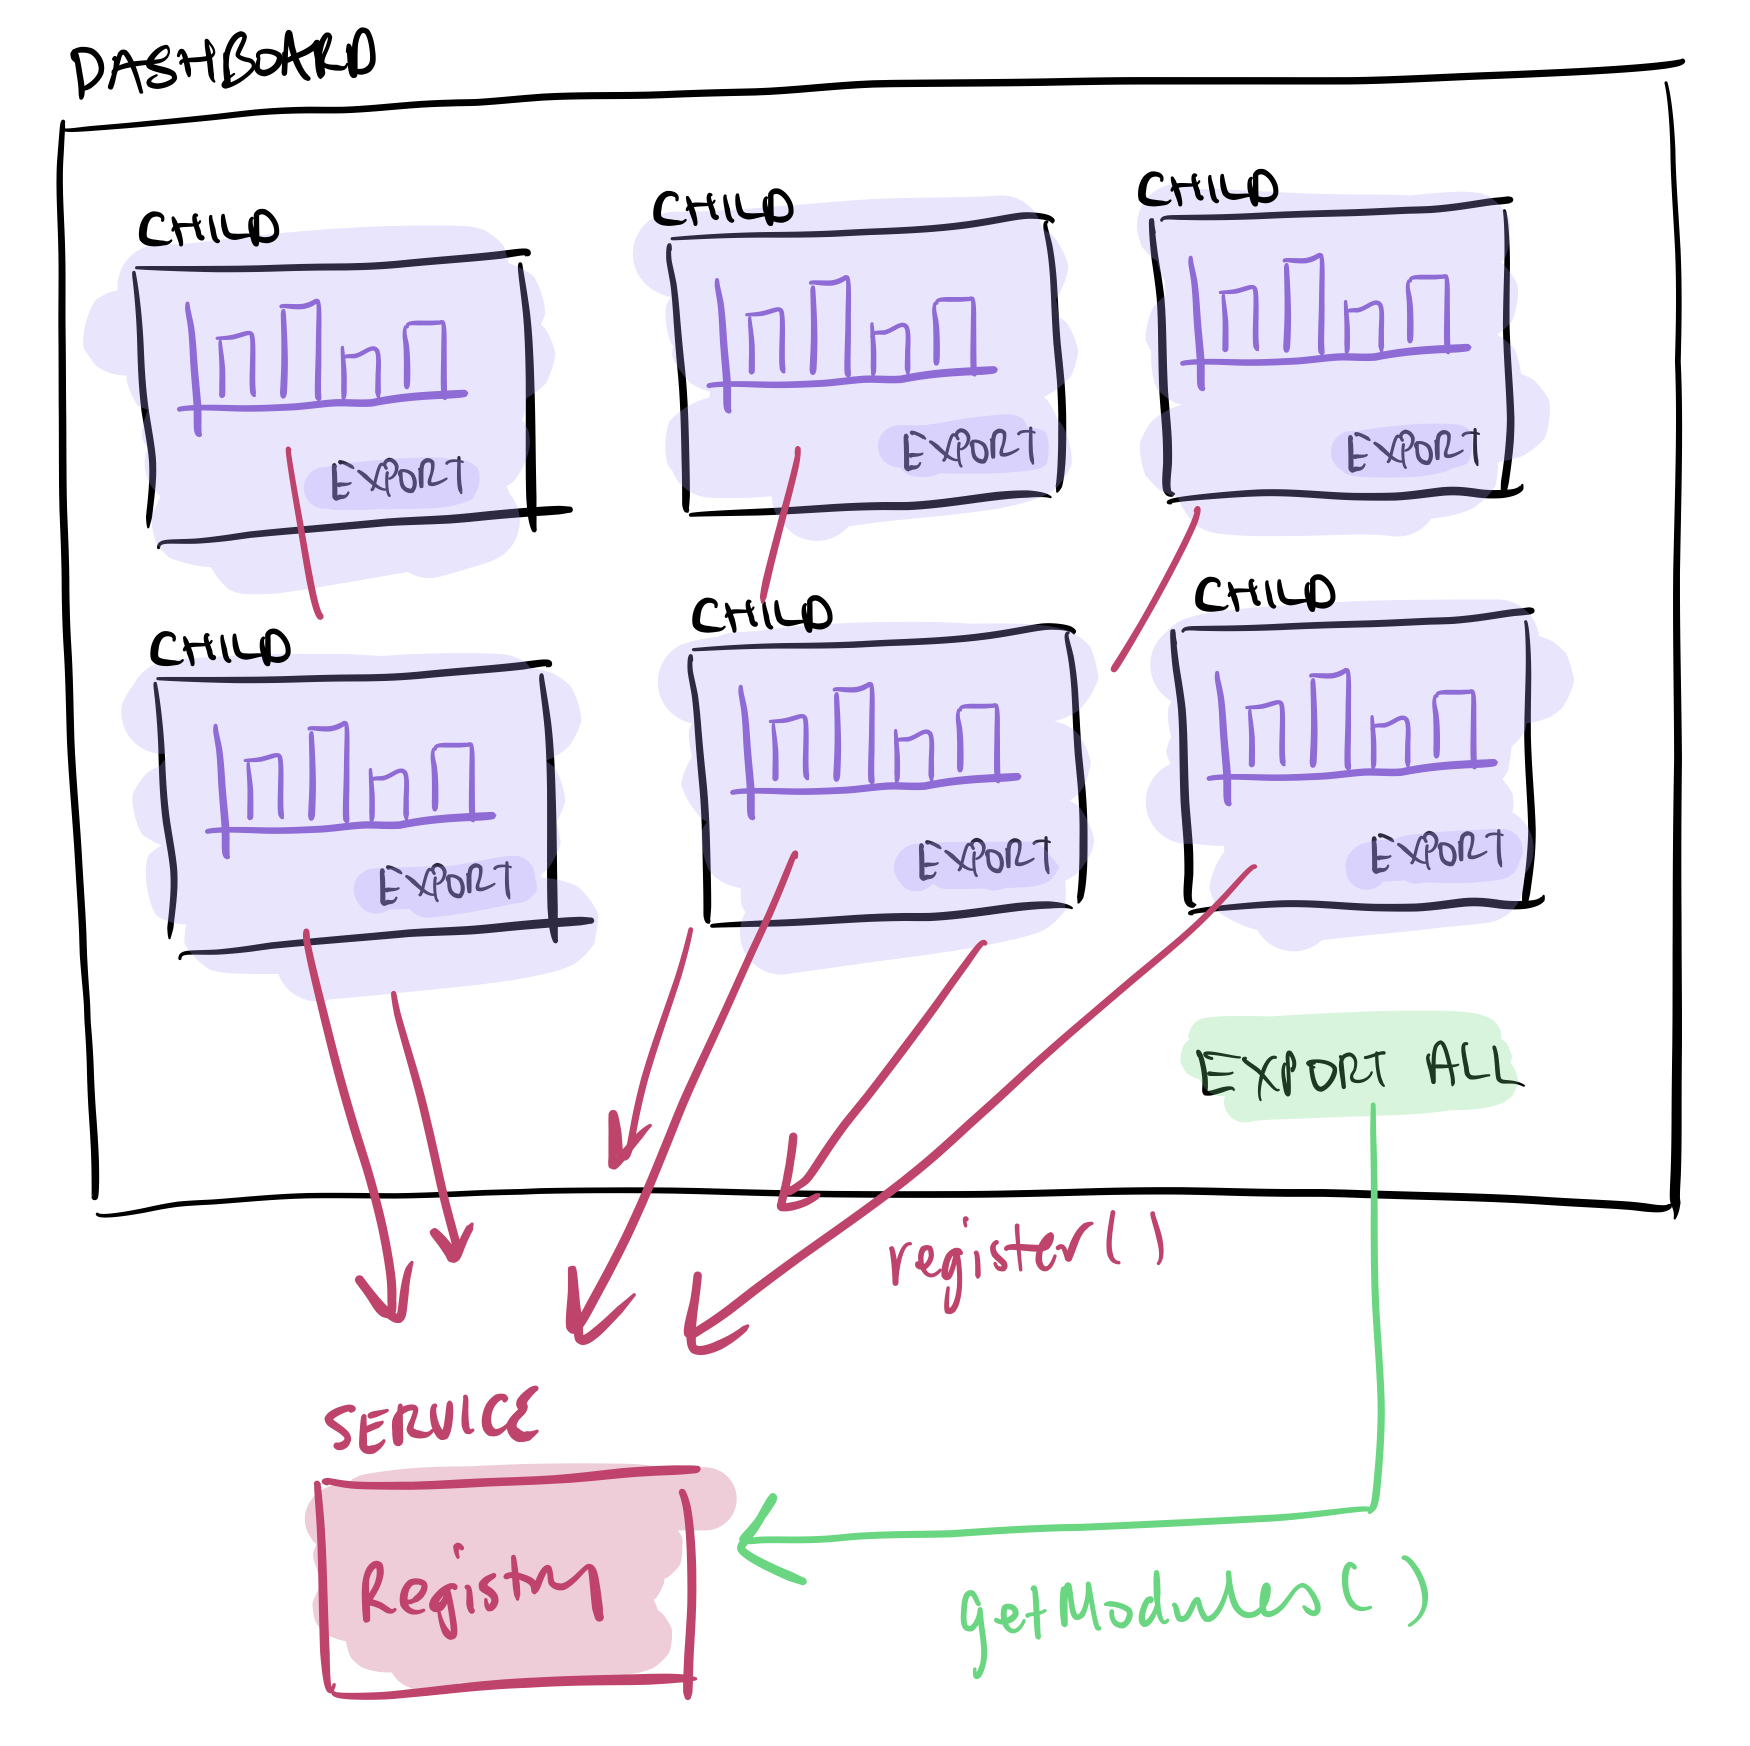 DASHBOARD
CHILD
CHILD
CHILD
EXPORT
EXPORT
EXPORT
CHILD
CHILD
CHILD
EXPORT
EXPORT
EXPORT
EXPORT ALL
register()
SERVICE
Registry
getModules()